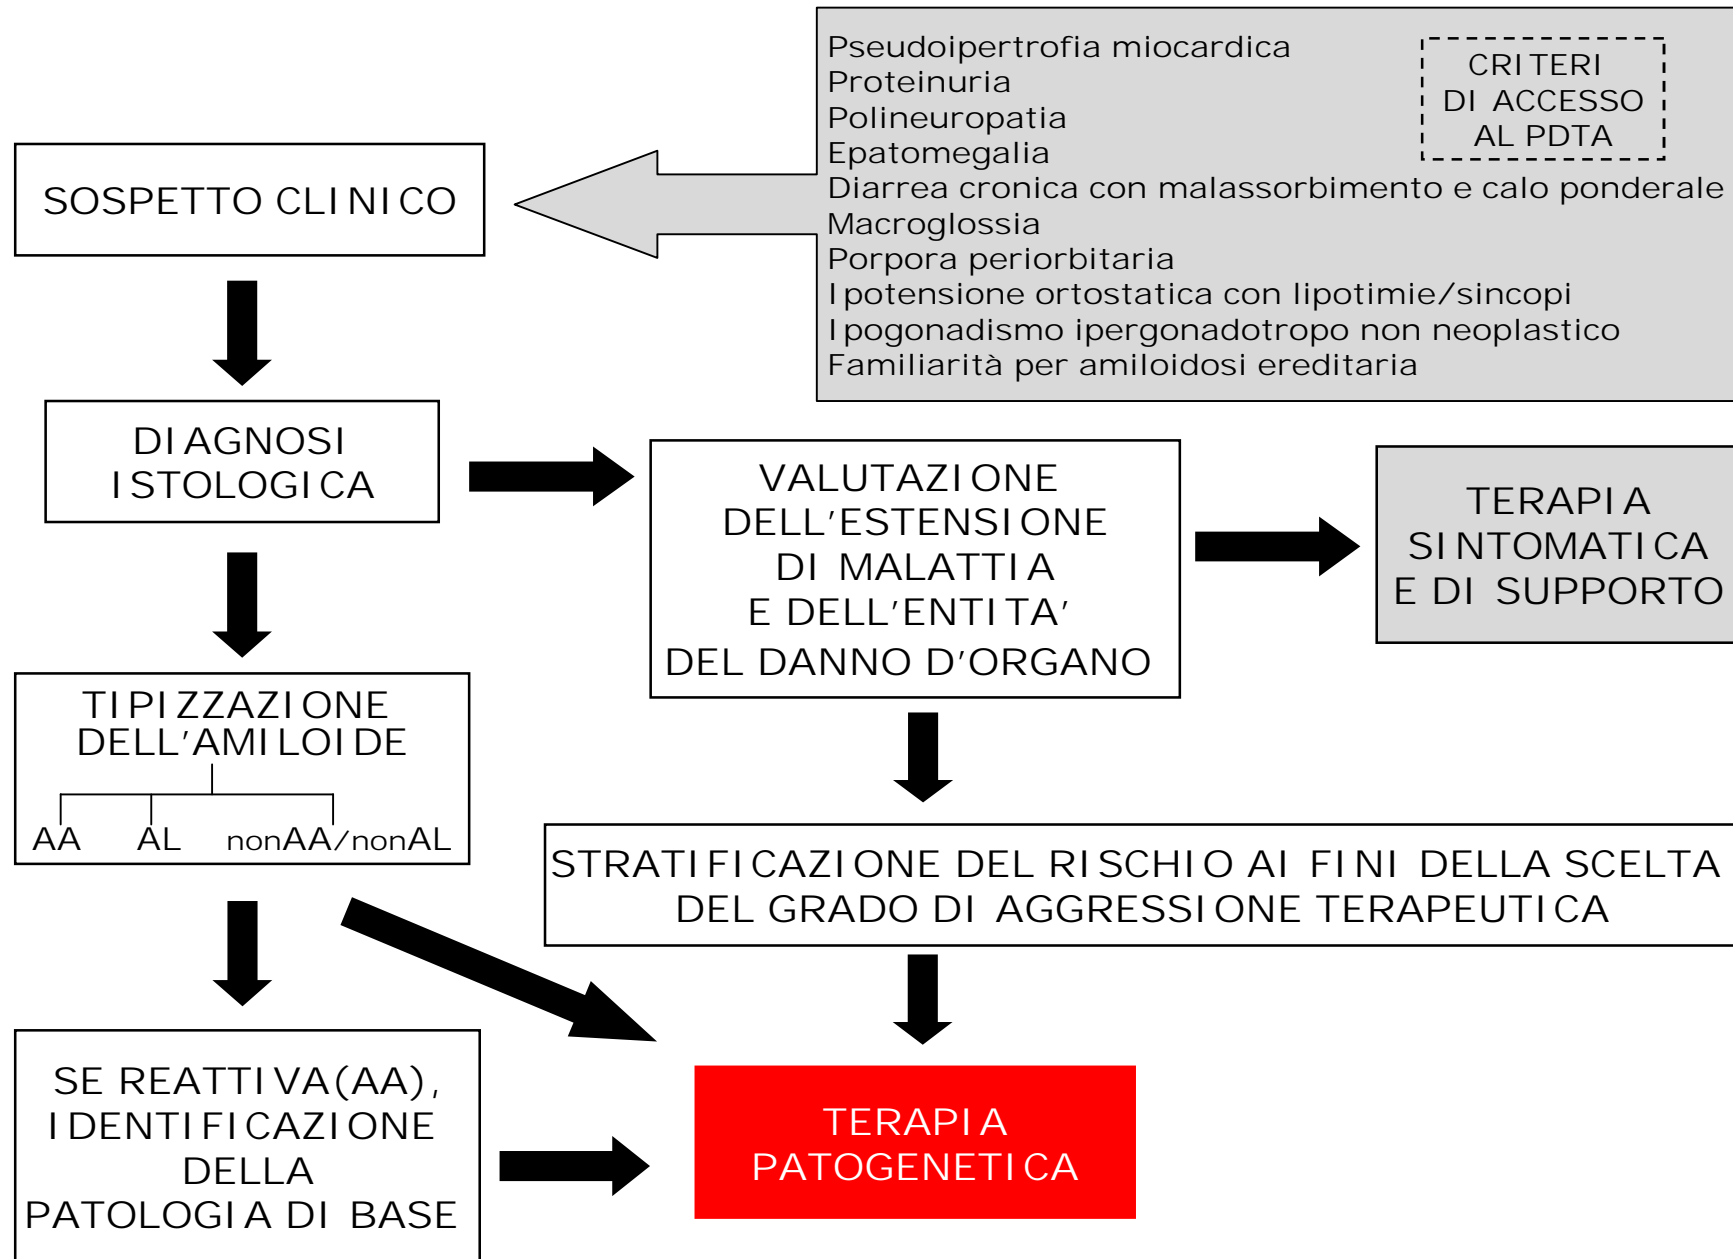 Pseudoipertrofia miocardica
Proteinuria
Polineuropatia
Epatomegalia
Diarrea cronica con malassorbimento e calo ponderale
Macroglossia
Porpora periorbitaria
Ipotensione ortostatica con lipotimie/sincopi
Ipogonadismo ipergonadotropo non neoplastico
Familiarità per amiloidosi ereditaria
CRITERI
DI ACCESSO
AL PDTA
SOSPETTO CLINICO
DIAGNOSI
ISTOLOGICA
VALUTAZIONE
DELL'ESTENSIONE
DI MALATTIA
E DELL'ENTITA'
DEL DANNO D'ORGANO
TERAPIA
SINTOMATICA
E DI SUPPORTO
TIPIZZAZIONE
DELL'AMILOIDE
AA AL nonAA/nonAL
STRATIFICAZIONE DEL RISCHIO AI FINI DELLA SCELTA
DEL GRADO DI AGGRESSIONE TERAPEUTICA
SE REATTIVA(AA),
IDENTIFICAZIONE
DELLA
PATOLOGIA DI BASE
TERAPIA
PATOGENETICA